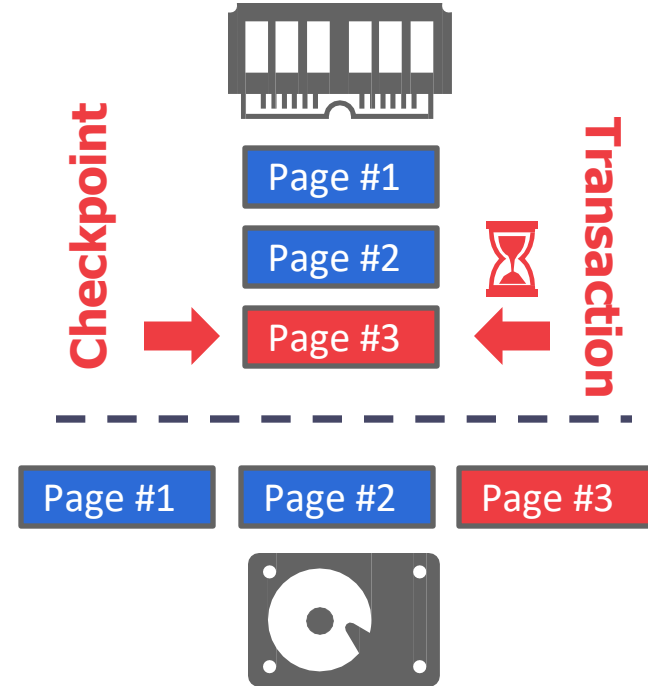 Checkpoint
Transaction
Page #1
Page #2
Page #3
Page #1
Page #2
Page #3